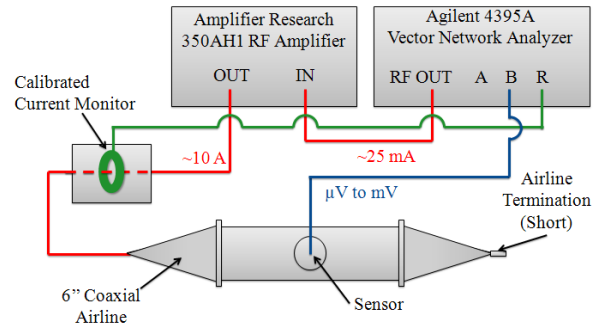 Amplifier Research
350AH1 RF Amplifier
OUT IN
Agilent 4395A
Vector Network Analyzer
RF OUT A B R
Calibrated
Current Monitor
~10 A
~25 mA
µV to mV
Airline
Termination
(Short)
6” Coaxial
Airline
Sensor